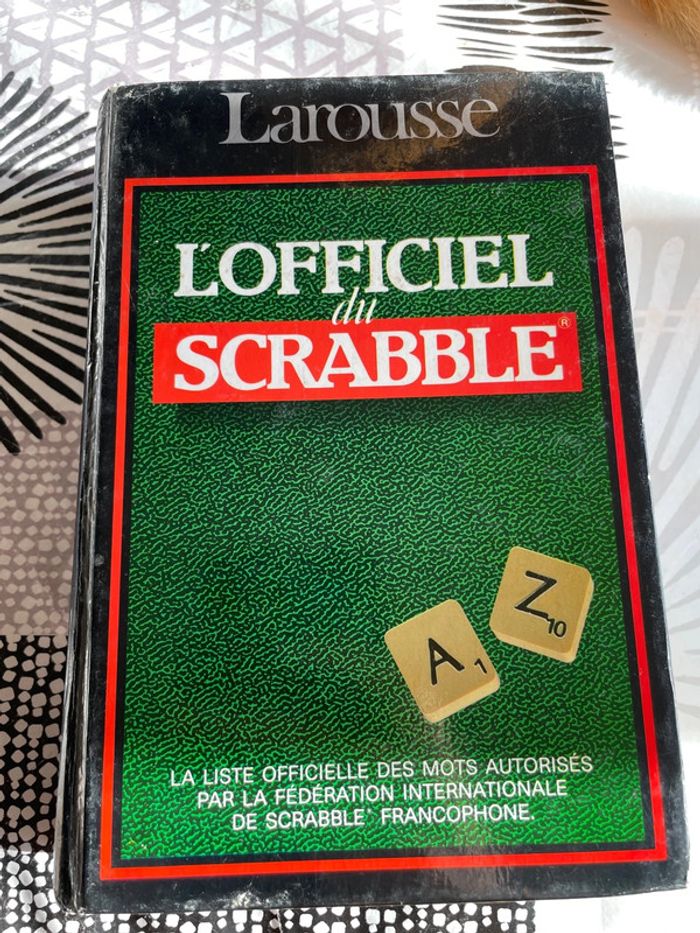 Larousse
L'OFFICIEL
du
SCRABBLE®
A1
Z10
LA LISTE OFFICIELLE DES MOTS AUTORISÉS
PAR LA FÉDÉRATION INTERNATIONALE
DE SCRABBLE FRANCOPHONE.